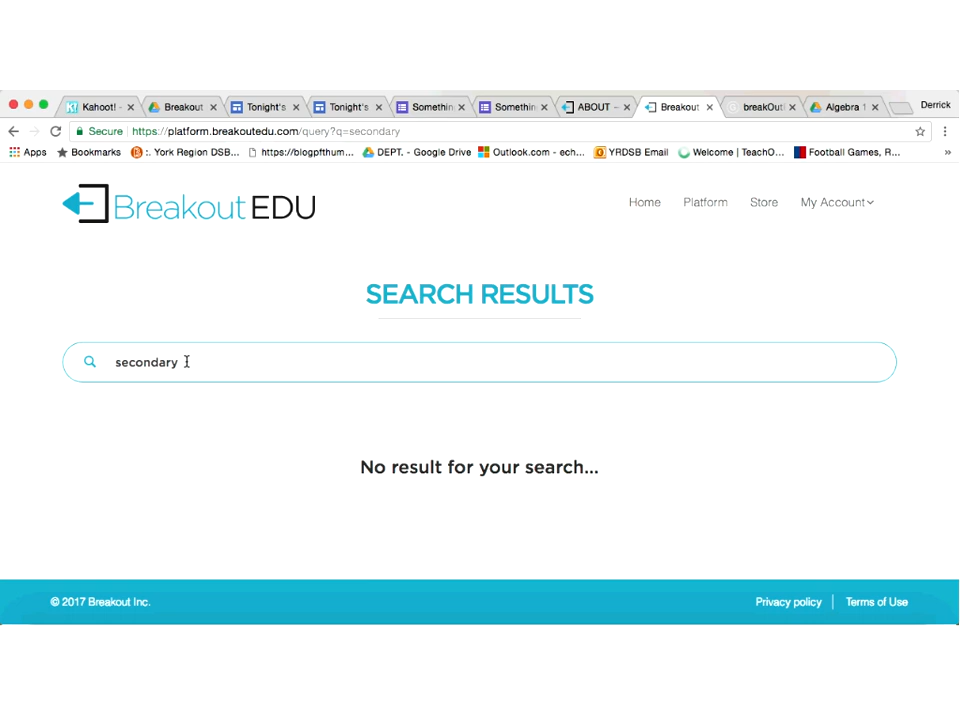 Kahoot! - Breakout Tonight's Tonight's Somethin Somethin ABOUT – Breakout breakOut Algebra 1 Derrick
Secure https://platform.breakoutedu.com/query?q=secondary
Apps Bookmarks :. York Region DSB... https://blogpfthum... DEPT. - Google Drive Outlook.com - ech... YRDSB Email Welcome | TeachO... Football Games, R... »
Breakout EDU
Home Platform Store My Account
SEARCH RESULTS
secondary
No result for your search...
© 2017 Breakout Inc. Privacy policy | Terms of Use